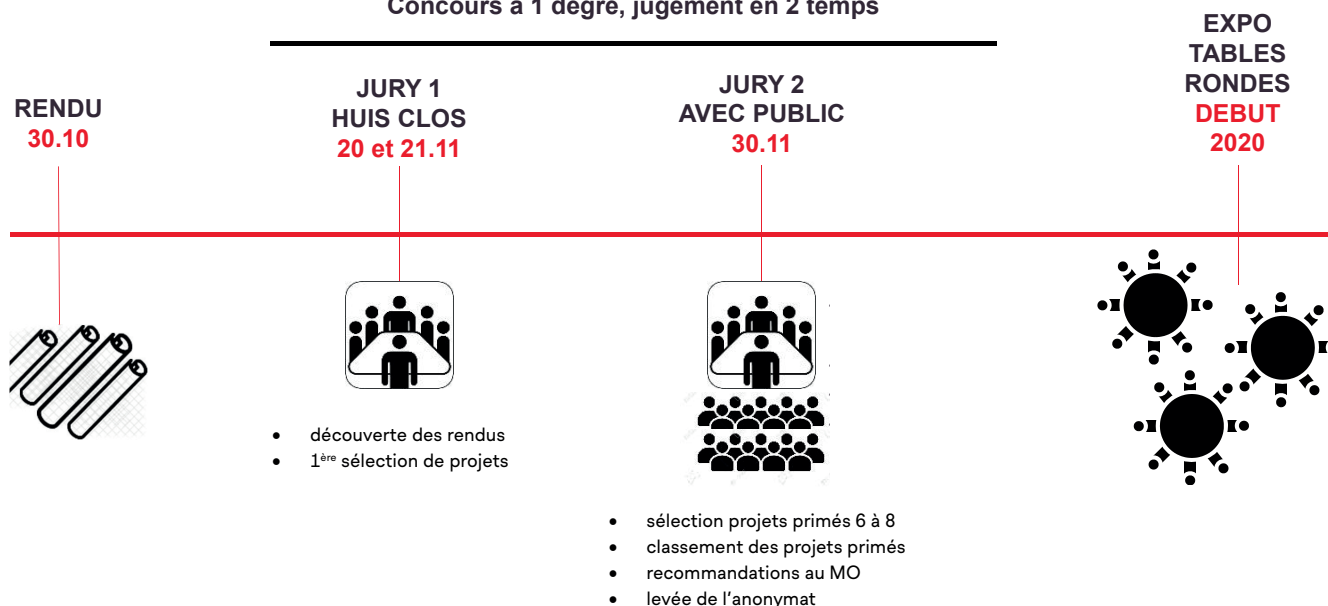 Concours à 1 degré, jugement en 2 temps
RENDU
30.10
JURY 1
HUIS CLOS
20 et 21.11
JURY 2
AVEC PUBLIC
30.11
EXPO
TABLES
RONDES
DEBUT
2020
• découverte des rendus
• 1ère sélection de projets
• sélection projets primés 6 à 8
• classement des projets primés
• recommandations au MO
• levée de l'anonymat